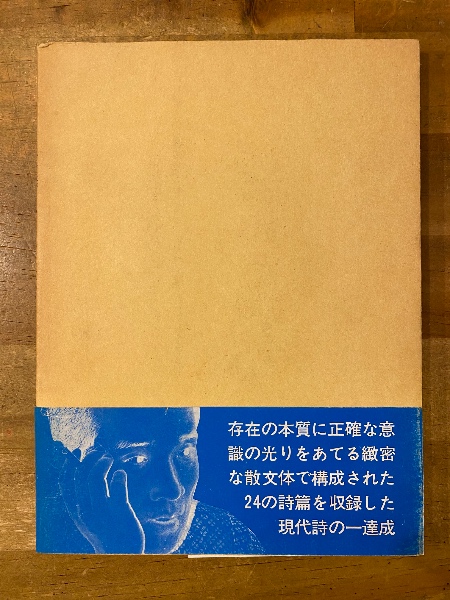 存在の本質に正確な意
識の光りをあてる緻密
な散文体で構成された
24の詩篇を収録した
現代詩の一達成